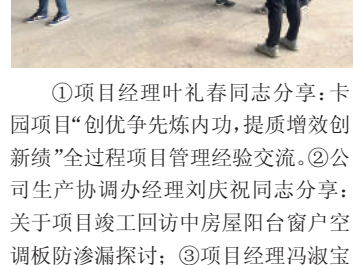 ①项目经理叶礼春同志分享:卡
园项目“创优争先炼内功,提质增效创
新绩”全过程项目管理经验交流。②公
司生产协调办经理刘庆祝同志分享:
关于项目竣工回访中房屋阳台窗户空
调板防渗漏探讨; ③项目经理冯淑宝